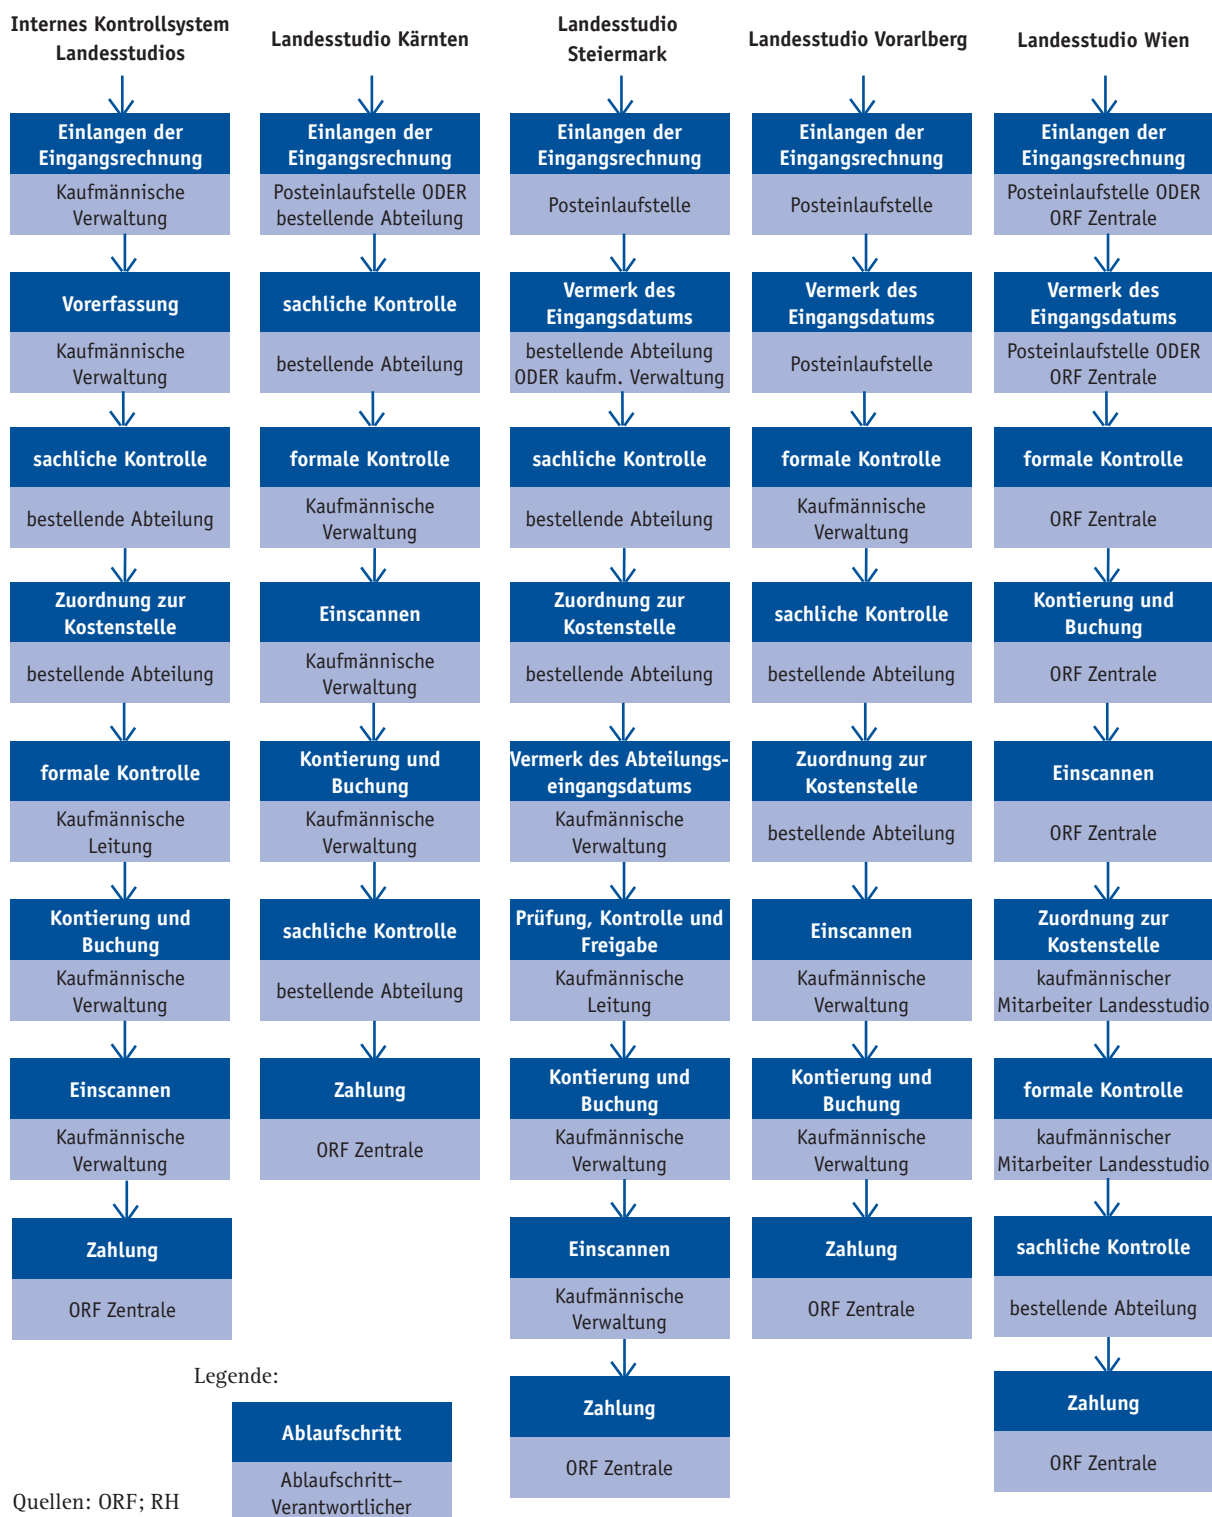 Internes Kontrollsystem
Landesstudios
Einlangen der
Eingangsrechnung
Kaufmännische
Verwaltung
Vorerfassung
Kaufmännische
Verwaltung
sachliche Kontrolle
bestellende Abteilung
Zuordnung zur
Kostenstelle
bestellende Abteilung
formale Kontrolle
Kaufmännische
Leitung
Kontierung und
Buchung
Kaufmännische
Verwaltung
Einscannen
Kaufmännische
Verwaltung
Zahlung
ORF Zentrale
Landesstudio Kärnten
Einlangen der
Eingangsrechnung
Posteinlaufstelle ODER
bestellende Abteilung
sachliche Kontrolle
bestellende Abteilung
formale Kontrolle
Kaufmännische
Verwaltung
Einscannen
Kaufmännische
Verwaltung
Kontierung und
Buchung
Kaufmännische
Verwaltung
sachliche Kontrolle
bestellende Abteilung
Zahlung
ORF Zentrale
Landesstudio
Steiermark
Einlangen der
Eingangsrechnung
Posteinlaufstelle
Vermerk des
Eingangsdatums
bestellende Abteilung
ODER kaufm. Verwaltung
sachliche Kontrolle
bestellende Abteilung
Zuordnung zur
Kostenstelle
bestellende Abteilung
Vermerk des Abteilungs-
eingangsdatums
Kaufmännische
Verwaltung
Prüfung, Kontrolle und
Freigabe
Kaufmännische
Leitung
Kontierung und
Buchung
Kaufmännische
Verwaltung
Einscannen
Kaufmännische
Verwaltung
Zahlung
ORF Zentrale
Landesstudio Vorarlberg
Einlangen der
Eingangsrechnung
Posteinlaufstelle
Vermerk des
Eingangsdatums
Posteinlaufstelle
formale Kontrolle
Kaufmännische
Verwaltung
sachliche Kontrolle
bestellende Abteilung
Zuordnung zur
Kostenstelle
bestellende Abteilung
Einscannen
Kaufmännische
Verwaltung
Kontierung und
Buchung
Kaufmännische
Verwaltung
Zahlung
ORF Zentrale
Landesstudio Wien
Einlangen der
Eingangsrechnung
Posteinlaufstelle ODER
ORF Zentrale
Vermerk des
Eingangsdatums
Posteinlaufstelle ODER
ORF Zentrale
formale Kontrolle
ORF Zentrale
Kontierung und
Buchung
ORF Zentrale
Einscannen
ORF Zentrale
Zuordnung zur
Kostenstelle
kaufmännischer
Mitarbeiter Landesstudio
formale Kontrolle
kaufmännischer
Mitarbeiter Landesstudio
sachliche Kontrolle
bestellende Abteilung
Zahlung
ORF Zentrale
Legende:
Ablaufschritt
Ablaufschritt–
Verantwortlicher
Quellen: ORF; RH